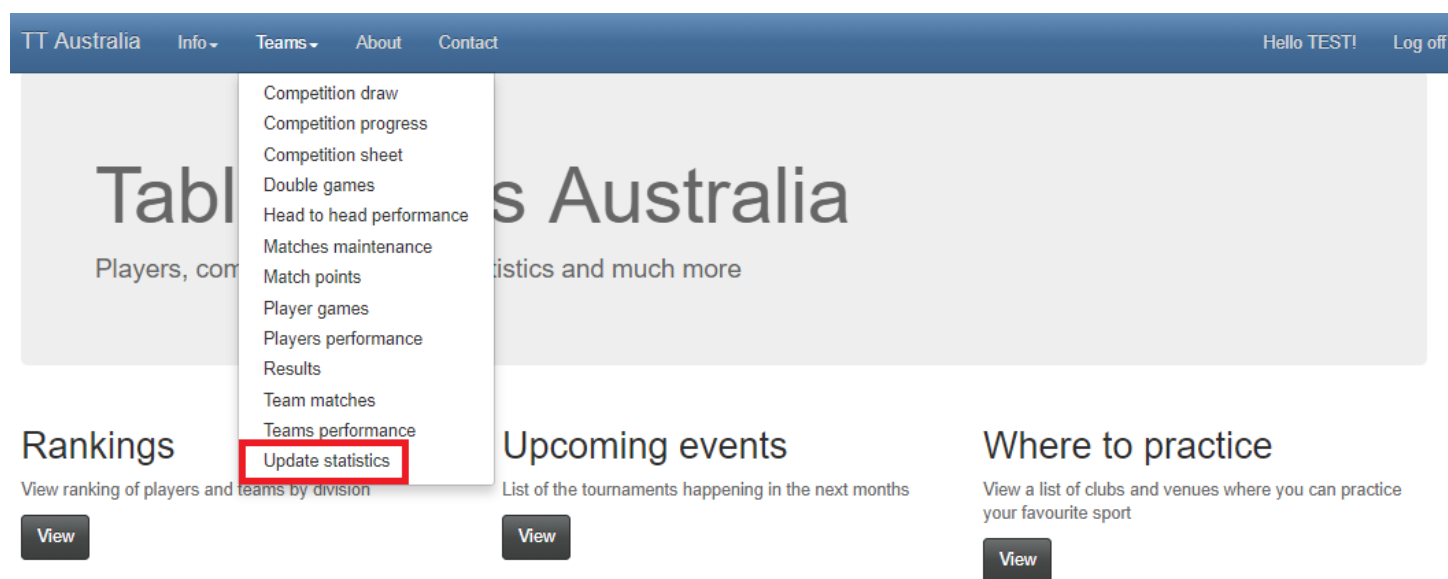 TT Australia Info Teams About Contact Hello TEST! Log off
Competition draw
Competition progress
Competition sheet
Double games
Head to head performance
Matches maintenance
Match points
Player games
Players performance
Results
Team matches
Teams performance
Update statistics
Tabl s Australia
Players, com istics and much more
Rankings
View ranking of players and teams by division
View
Upcoming events
List of the tournaments happening in the next months
View
Where to practice
View a list of clubs and venues where you can practice
your favourite sport
View